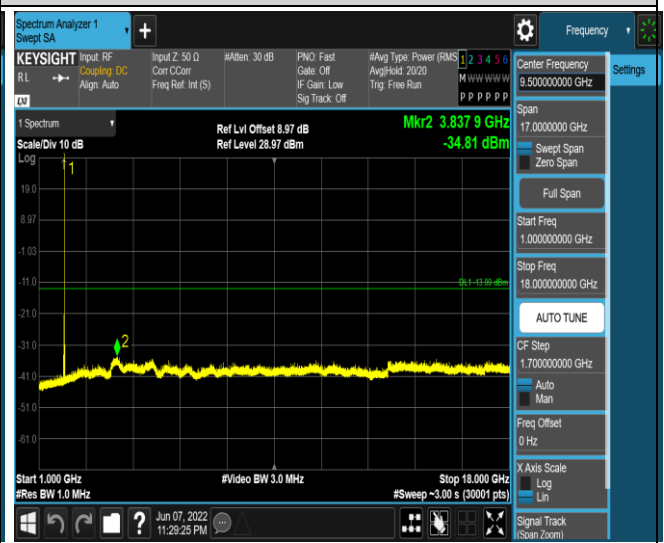 Spectrum Analyzer 1
Swept SA
+
Frequency
KEYSIGHT
RL
LXI
Input: RF
Coupling: DC
Align: Auto
Input Z: 50 Ω
Corr CCorr
Freq Ref: Int (S)
#Atten: 30 dB
PNO: Fast
Gate: Off
IF Gain: Low
Sig Track: Off
#Avg Type: Power (RMS
Avg|Hold: 20/20
Trig: Free Run
1 2 3 4 5 6
M W W W W W
P P P P P P
1 Spectrum
Scale/Div 10 dB
Log
Ref Lvl Offset 8.97 dB
Ref Level 28.97 dBm
Mkr2 3.837 9 GHz
-34.81 dBm
1
19.0
8.97
-1.03
-11.0
DL1 -13.00 dBm
-21.0
-31.0
2
-41.0
-51.0
-61.0
Start 1.000 GHz
#Res BW 1.0 MHz
#Video BW 3.0 MHz
Stop 18.000 GHz
#Sweep ~3.00 s (30001 pts)
?
Jun 07, 2022
11:29:25 PM
Center Frequency
9.500000000 GHz
Span
17.0000000 GHz
Swept Span
Zero Span
Full Span
Start Freq
1.000000000 GHz
Stop Freq
18.000000000 GHz
AUTO TUNE
CF Step
1.700000000 GHz
Auto
Man
Freq Offset
0 Hz
X Axis Scale
Log
Lin
Signal Track
(Span Zoom)
Settings